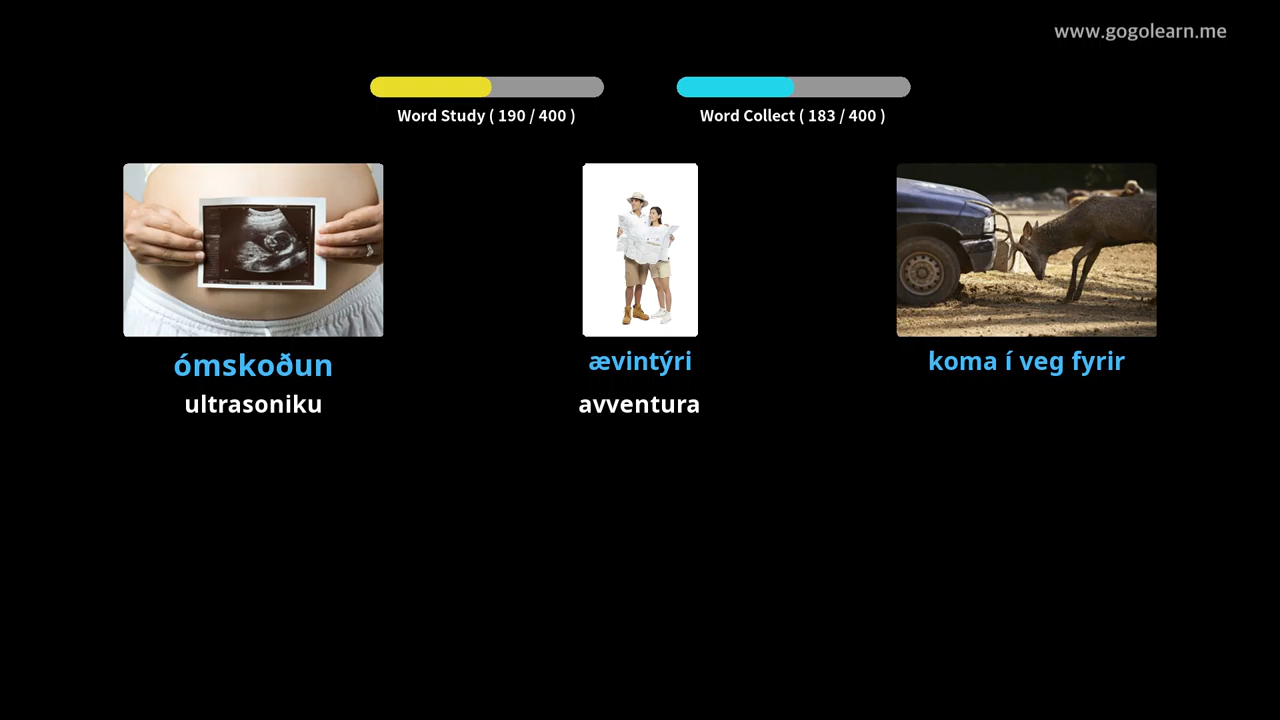 www.gogolearn.me
Word Study ( 190 / 400 )
Word Collect ( 183 / 400 )
ómskoðun
ævintýri
koma í veg fyrir
ultrasoniku
avventura